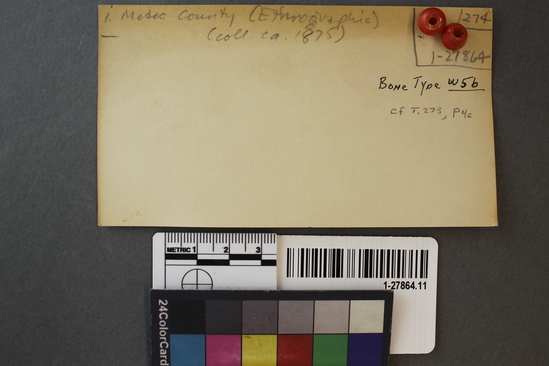 1. Modoc County (Ethnographic)
(coll. ca. 1875)
1274
1-27864
Bone Type W5b
cf T.273, P4c
METRIC 1 2 3
1-27864.11
24ColorCard